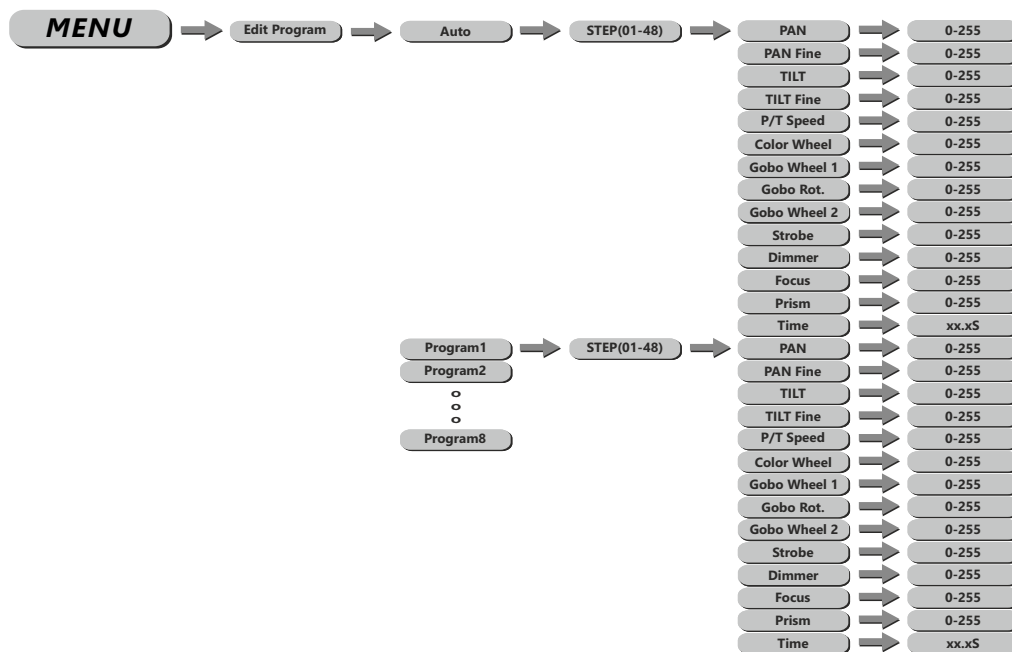 MENU Edit Program Auto STEP(01-48) PAN 0-255
PAN Fine 0-255
TILT 0-255
TILT Fine 0-255
P/T Speed 0-255
Color Wheel 0-255
Gobo Wheel 1 0-255
Gobo Rot. 0-255
Gobo Wheel 2 0-255
Strobe 0-255
Dimmer 0-255
Focus 0-255
Prism 0-255
Time xx.xS
Program1 STEP(01-48) PAN 0-255
Program2 PAN Fine 0-255
TILT 0-255
TILT Fine 0-255
Program8 P/T Speed 0-255
Color Wheel 0-255
Gobo Wheel 1 0-255
Gobo Rot. 0-255
Gobo Wheel 2 0-255
Strobe 0-255
Dimmer 0-255
Focus 0-255
Prism 0-255
Time xx.xS